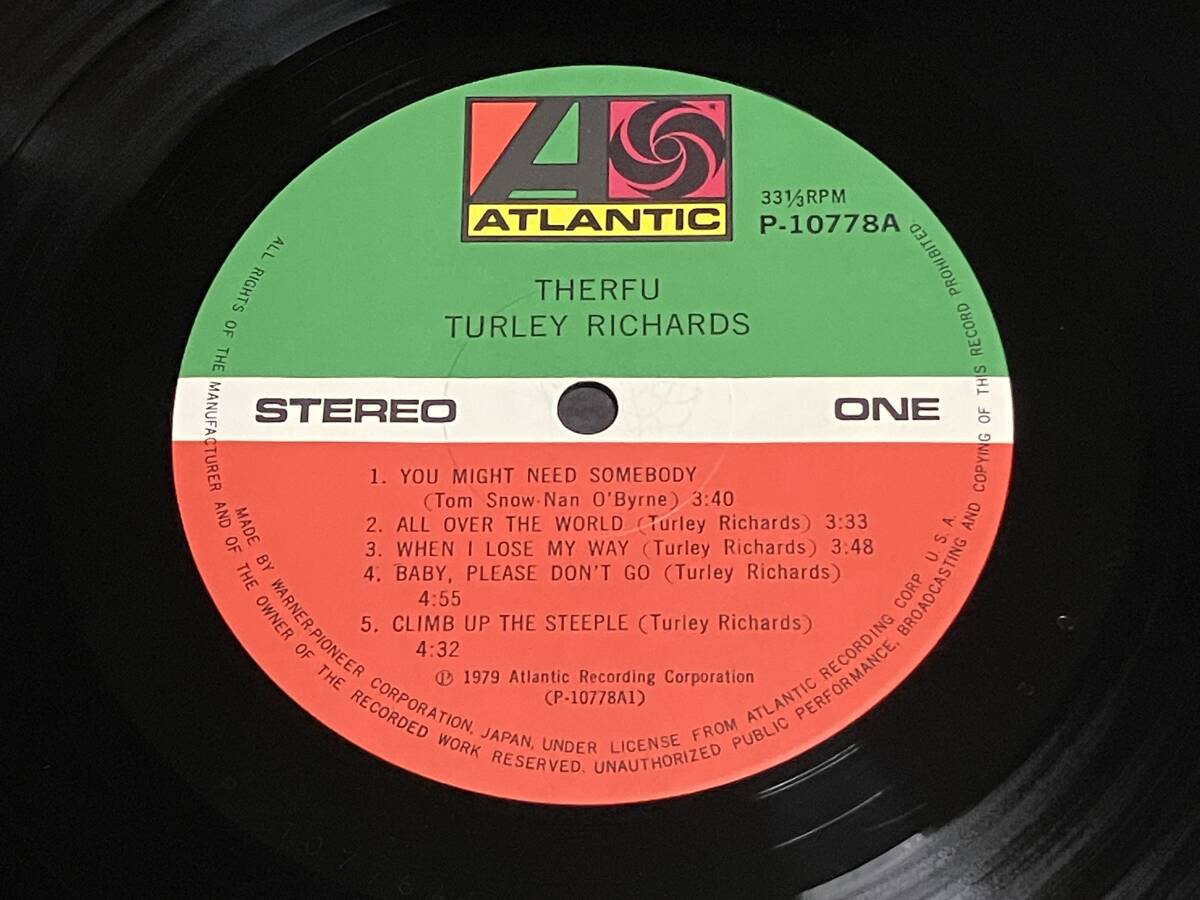 ATLANTIC
33⅓RPM
P-10778A
THERFU
TURLEY RICHARDS
STEREO
ONE
1. YOU MIGHT NEED SOMEBODY
(Tom Snow·Nan O'Byrne) 3:40
2. ALL OVER THE WORLD (Turley Richards) 3:33
3. WHEN I LOSE MY WAY (Turley Richards) 3:48
4. BABY, PLEASE DON'T GO (Turley Richards)
4:55
5. CLIMB UP THE STEEPLE (Turley Richards)
4:32
Ⓟ 1979 Atlantic Recording Corporation
(P-10778A1)
MADE BY WARNER-PIONEER CORPORATION, JAPAN, UNDER LICENSE FROM ATLANTIC RECORDING CORP. U.S.A.
ALL RIGHTS OF THE MANUFACTURER AND OF THE OWNER OF THE RECORDED WORK RESERVED. UNAUTHORIZED PUBLIC PERFORMANCE, BROADCASTING AND COPYING OF THIS RECORD PROHIBITED.